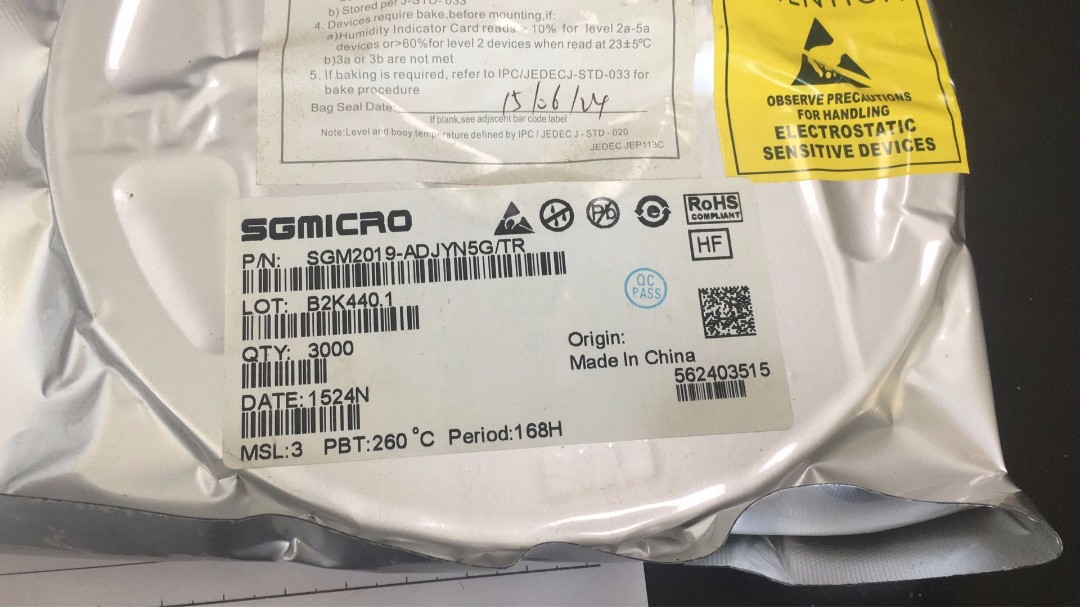 b) Stored per J-STD-033
4. Devices require bake,before mounting,if:
a)Humidity Indicator Card reads > 10% for level 2a-5a
devices or>60%for level 2 devices when read at 23±5°C
b)3a or 3b are not met
5. If baking is required, refer to IPC/JEDECJ-STD-033 for
bake procedure
Bag Seal Date:
If blank,see adjacent bar code label
Note:Level and booy temperature defined by IPC / JEDEC J - STD - 020
JEDEC JEP113C
OBSERVE PRECAUTIONS
FOR HANDLING
ELECTROSTATIC
SENSITIVE DEVICES
SGMICRO
Pb
e
RoHS
COMPLIANT
HF
P/N: SGM2019-ADJYN5G/TR
QC
PASS
LOT: B2K440.1
QTY: 3000
Origin:
Made In China
562403515
DATE: 1524N
MSL:3 PBT:260 °C Period:168H